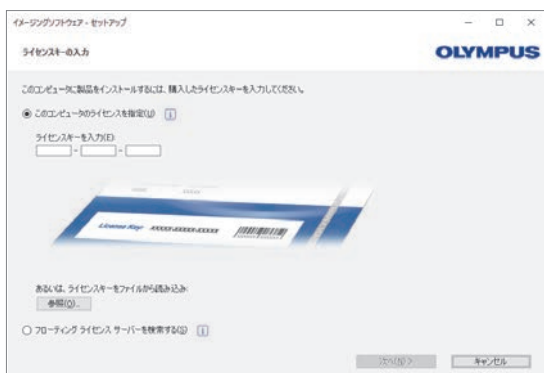 イメージングソフトウェア - セットアップ
ライセンスキーの入力
OLYMPUS
このコンピュータに製品をインストールするには、購入したライセンスキーを入力してください。
このコンピュータのライセンスを指定(U)
ライセンスキーを入力(E)
- -
License Key XXXXX-XXXXX-XXXXX
あるいは、ライセンスキーをファイルから読み込み:
参照(O)...
フローティング ライセンス サーバーを検索する(S)
次へ(N) > キャンセル